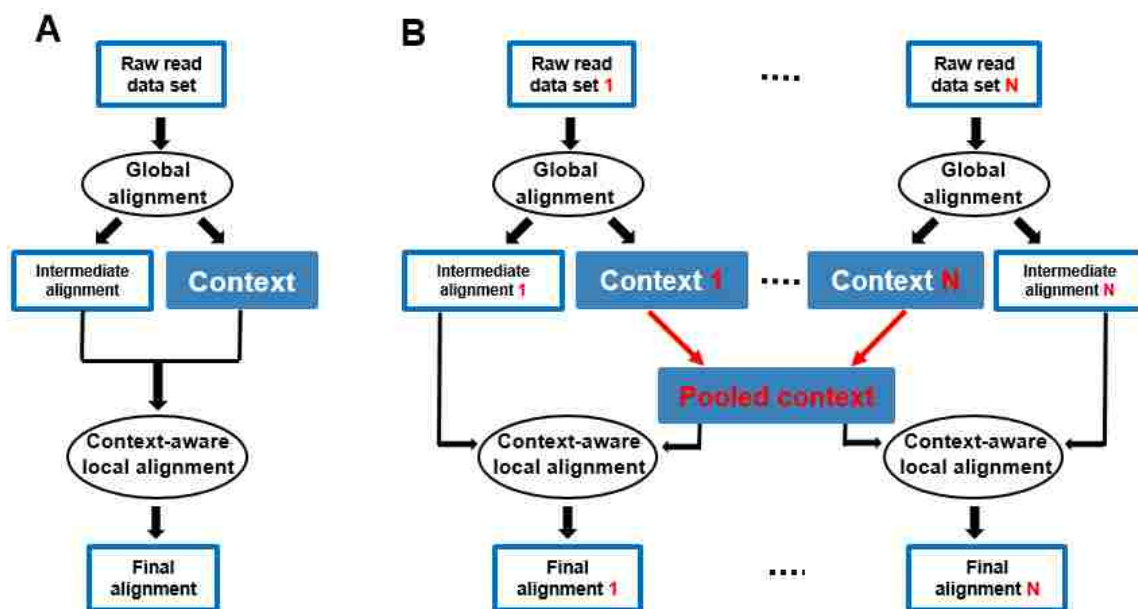 A
Raw read
data set
Global
alignment
Intermediate
alignment
Context
Context-aware
local alignment
Final
alignment
B
Raw read
data set 1
Raw read
data set N
Global
alignment
Global
alignment
Intermediate
alignment 1
Context 1
Context N
Intermediate
alignment N
Pooled context
Context-aware
local alignment
Context-aware
local alignment
Final
alignment 1
Final
alignment N